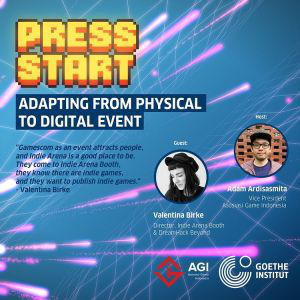 PRESS
START
ADAPTING FROM PHYSICAL
TO DIGITAL EVENT
"Gamescom as an event attracts people,
and Indie Arena is a good place to be.
They come to Indie Arena Booth,
they know there are indie games,
and they want to publish indie games."
- Valentina Birke
Host:
Guest:
Adam Ardisasmita
Vice President
Asosiasi Game Indonesia
Valentina Birke
Director, Indie Arena Booth
& DreamHack Beyond
AGI
GOETHE
INSTITUT